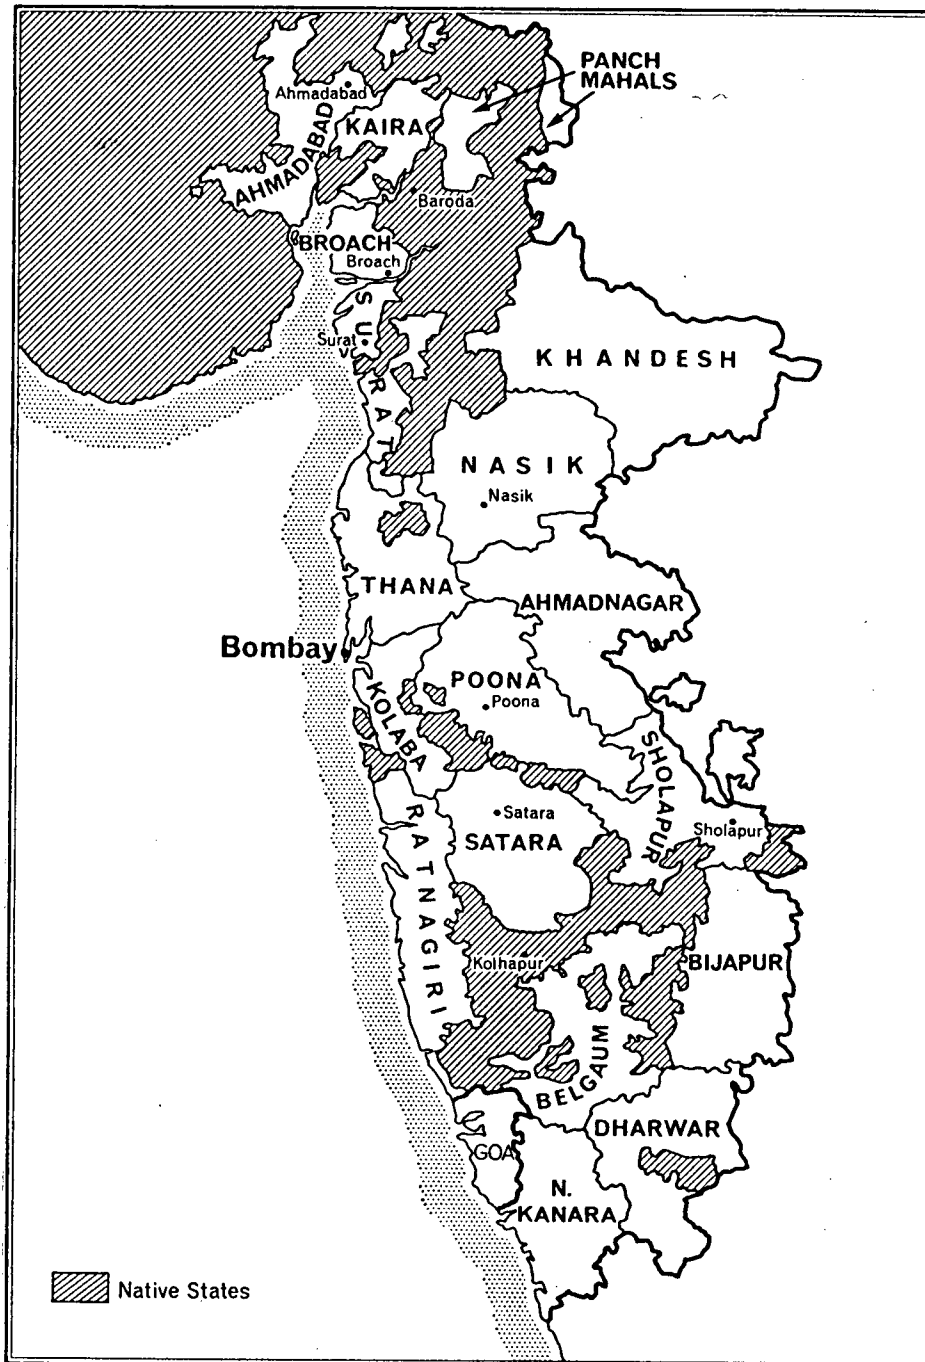 PANCH
MAHALS
Ahmadabad
KAIRA
AHMADABAD
Baroda
BROACH
Broach
SURAT
Surat
KHANDESH
NASIK
Nasik
THANA
AHMADNAGAR
Bombay
POONA
Poona
KOLABA
SHOLAPUR
Satara
Sholapur
SATARA
RATNAGIRI
Kolhapur
BIJAPUR
BELGAUM
DHARWAR
GOA
N.
KANARA
Native States